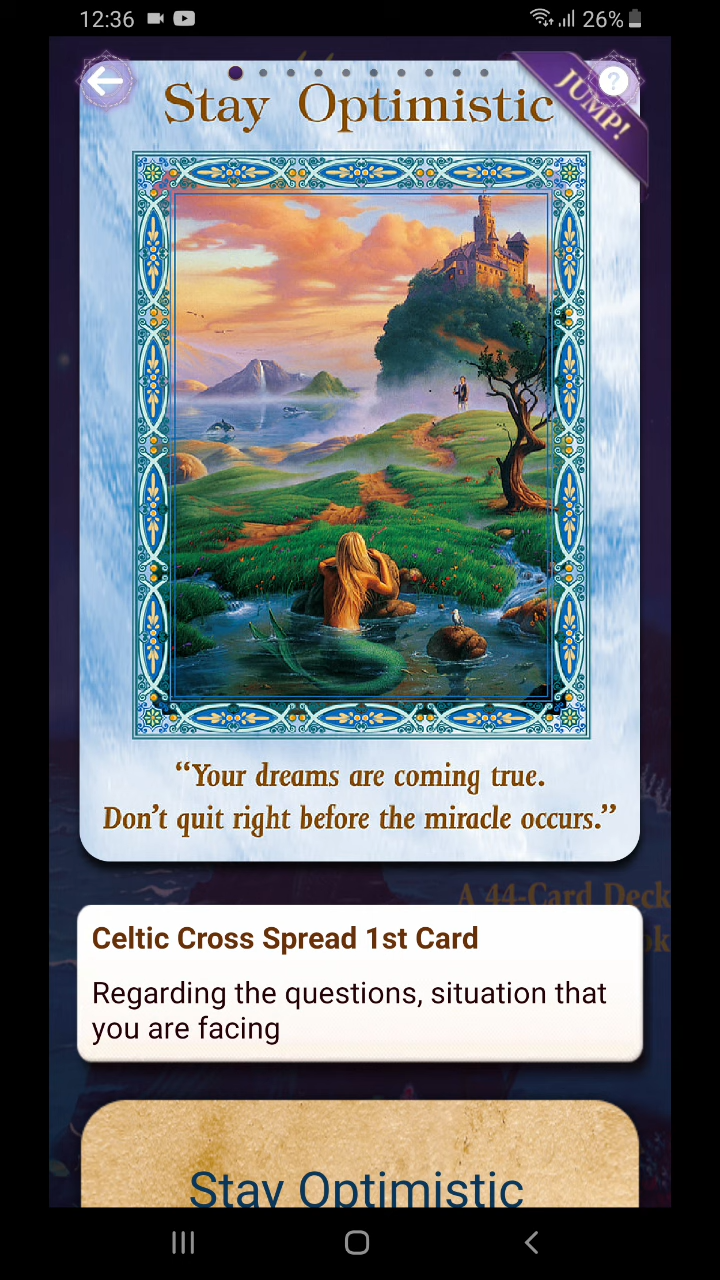 12:36
26%
Stay Optimistic
JUMP!
?
“Your dreams are coming true.
Don’t quit right before the miracle occurs.”
A 44-Card Deck
ok
Celtic Cross Spread 1st Card
Regarding the questions, situation that
you are facing
Stay Optimistic